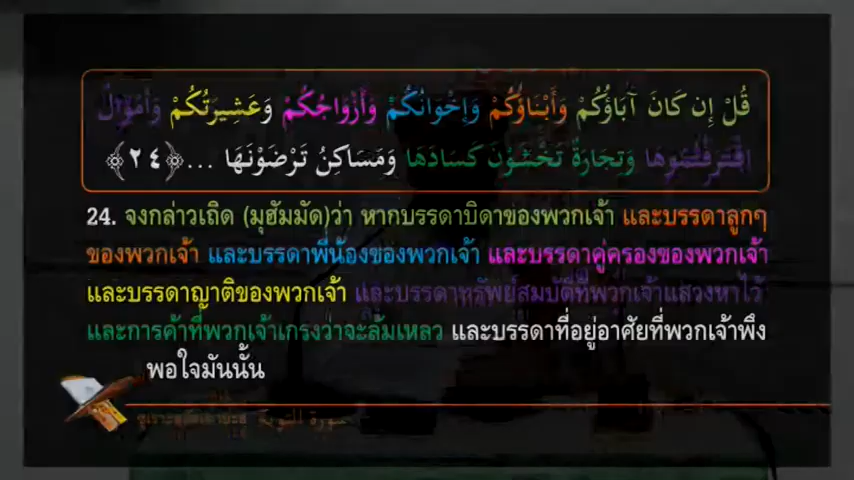 قُلْ إِن كَانَ آبَاؤُكُمْ وَأَبْنَاؤُكُمْ وَإِخْوَانُكُمْ وَأَزْوَاجُكُمْ وَعَشِيرَتُكُمْ وَأَمْوَالٌ
اقْتَرَفْتُمُوهَا وَتِجَارَةٌ تَخْشَوْنَ كَسَادَهَا وَمَسَاكِنُ تَرْضَوْنَهَا ... ﴿٢٤﴾
24. จงกล่าวเถิด (มุฮัมมัด)ว่า หากบรรดาบิดาของพวกเจ้า และบรรดาลูกๆ
ของพวกเจ้า และบรรดาพี่น้องของพวกเจ้า และบรรดาคู่ครองของพวกเจ้า
และบรรดาญาติของพวกเจ้า และบรรดาทรัพย์สมบัติที่พวกเจ้าแสวงหาไว้
และการค้าที่พวกเจ้าเกรงว่าจะล้มเหลว และบรรดาที่อยู่อาศัยที่พวกเจ้าพึง
พอใจมันนั้น
سورة التوبة